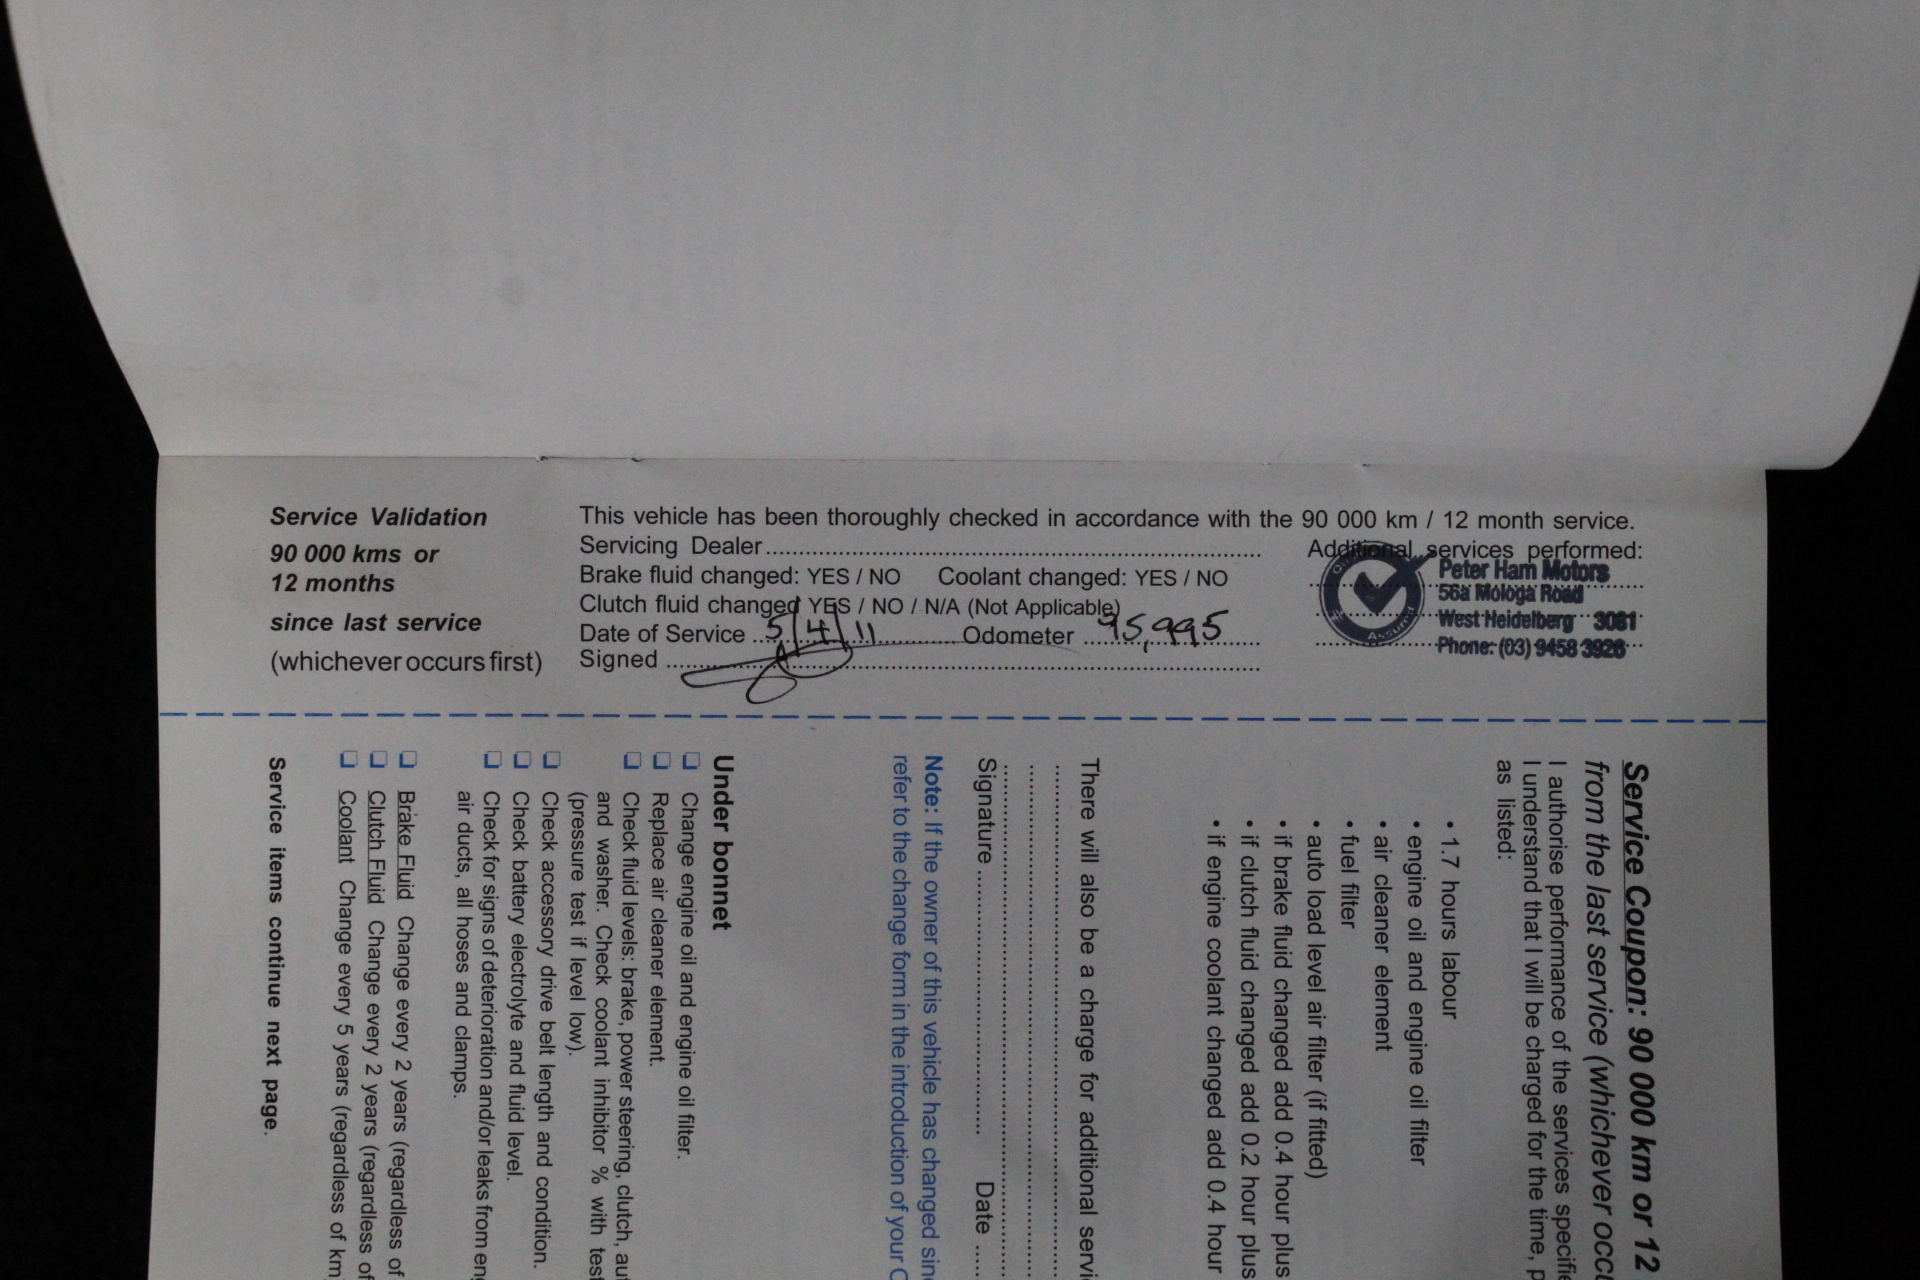 Service Validation
90 000 kms or
12 months
since last service
(whichever occurs first)
This vehicle has been thoroughly checked in accordance with the 90 000 km / 12 month service.
Servicing Dealer
Brake fluid changed: YES / NO Coolant changed: YES / NO
Clutch fluid changed YES / NO / N/A (Not Applicable)
Date of Service 5/4/11 Odometer 95,995
Signed
Additional services performed:
Peter Ham Motors
56a Mologa Road
West Heidelberg 3081
Phone: (03) 9458 3926
Assured
Service Coupon: 90 000 km or 12
from the last service (whichever occu
I authorise performance of the services specifie
I understand that I will be charged for the time, p
as listed:
• 1.7 hours labour
• engine oil and engine oil filter
• air cleaner element
• fuel filter
• auto load level air filter (if fitted)
• if brake fluid changed add 0.4 hour plus
• if clutch fluid changed add 0.2 hour plus
• if engine coolant changed add 0.4 hour
There will also be a charge for additional servi
Signature Date
Note: If the owner of this vehicle has changed sinc
refer to the change form in the introduction of your O
Under bonnet
❑ Change engine oil and engine oil filter.
❑ Replace air cleaner element.
❑ Check fluid levels: brake, power steering, clutch, aut
and washer. Check coolant inhibitor % with test
(pressure test if level low).
❑ Check accessory drive belt length and condition.
❑ Check battery electrolyte and fluid level.
❑ Check for signs of deterioration and/or leaks from eng
air ducts, all hoses and clamps.
❑ Brake Fluid Change every 2 years (regardless of
❑ Clutch Fluid Change every 2 years (regardless of
❑ Coolant Change every 5 years (regardless of km
Service items continue next page.